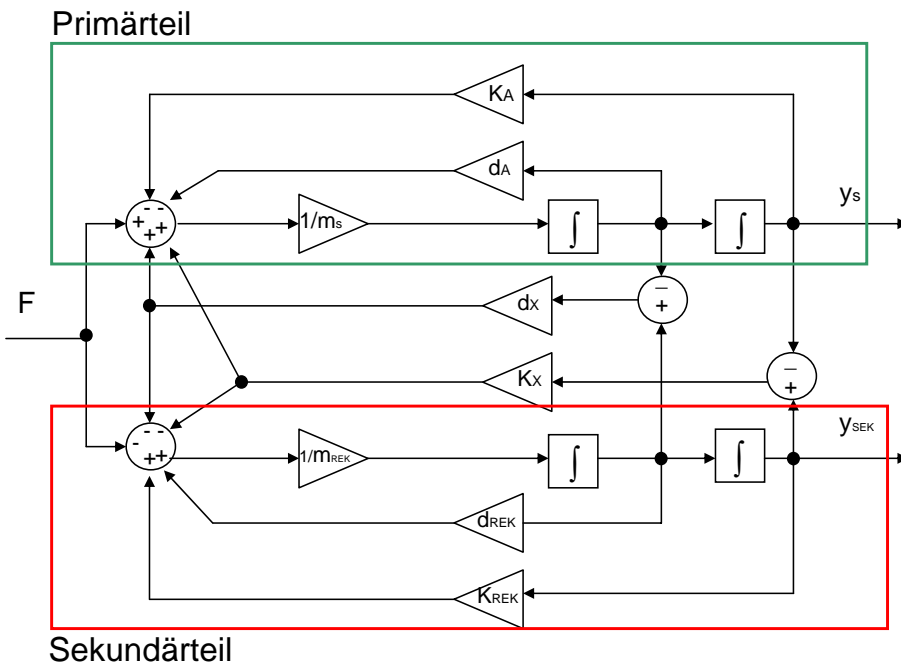 Primärteil
KA
dA
yS
- -
+
+ +
1/mS
∫
∫
F
dX
−
+
KX
−
+
ySEK
- -
-
+ +
1/mREK
∫
∫
dREK
KREK
Sekundärteil